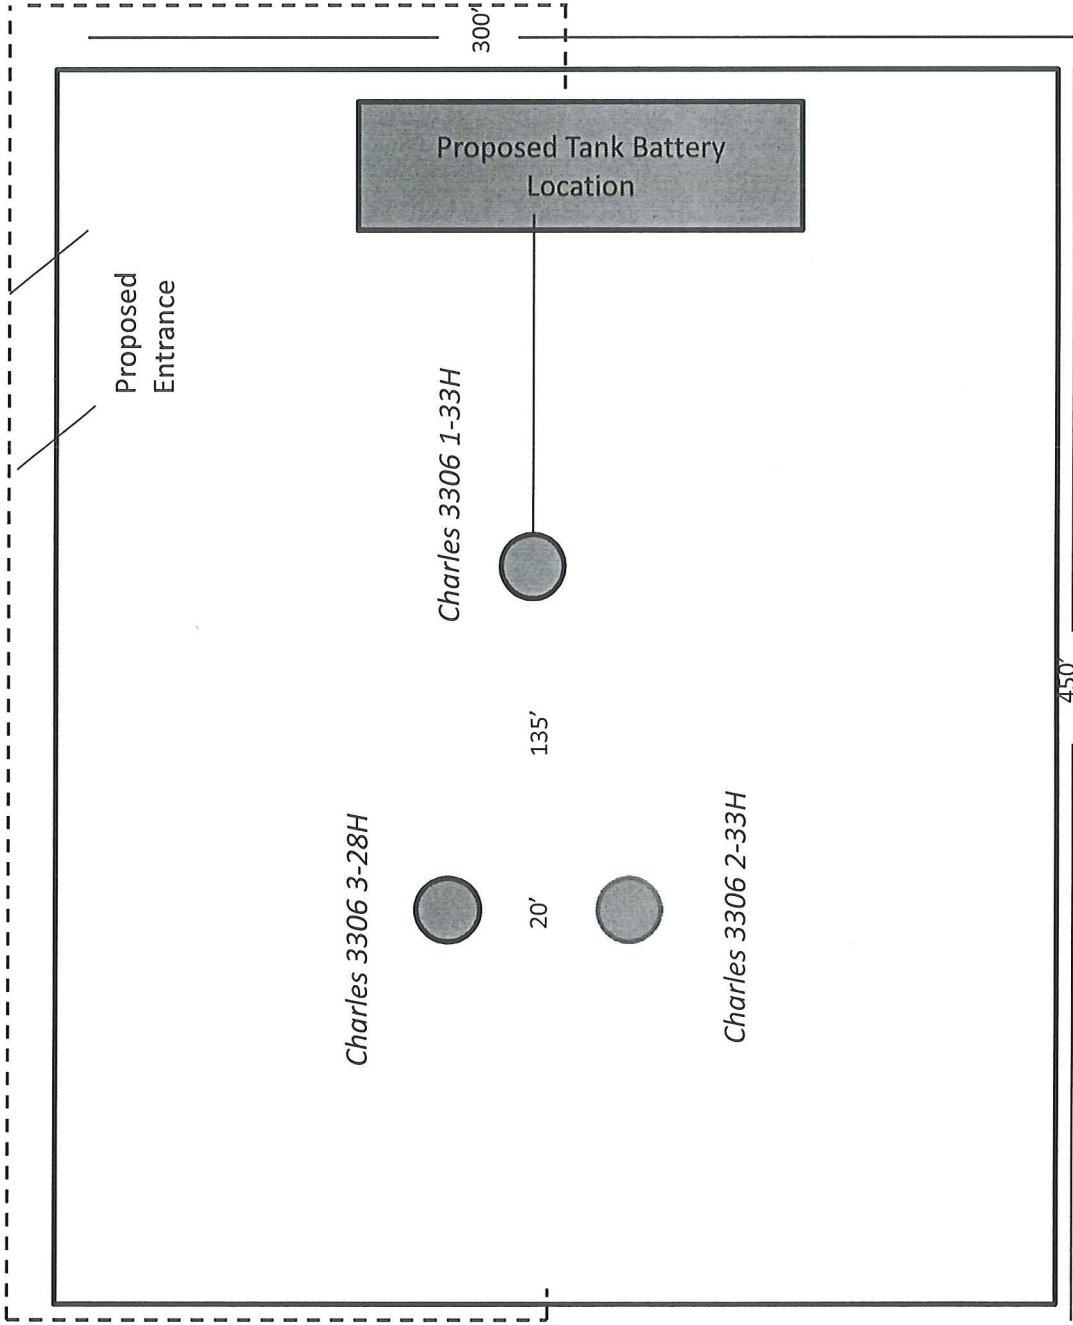 300'
Proposed Tank Battery
Location
Proposed
Entrance
Charles 3306 1-33H
135'
Charles 3306 3-28H
20'
Charles 3306 2-33H
450'